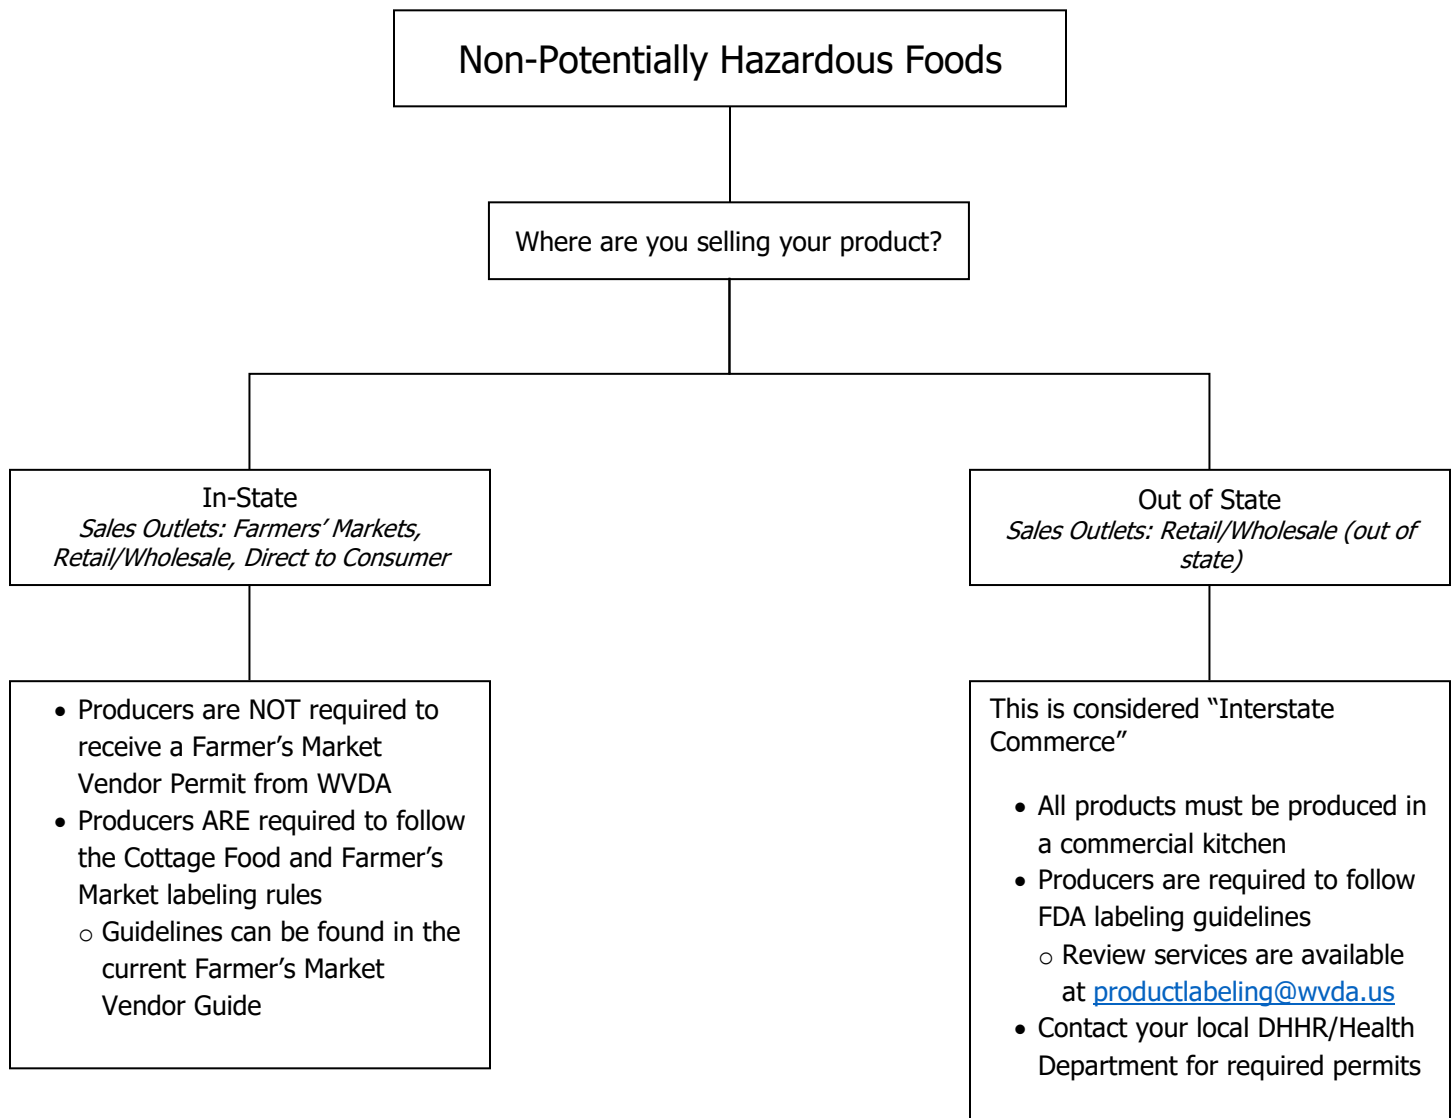 Non-Potentially Hazardous Foods
Where are you selling your product?
In-State
Sales Outlets: Farmers’ Markets,
Retail/Wholesale, Direct to Consumer
• Producers are NOT required to
receive a Farmer’s Market
Vendor Permit from WVDA
• Producers ARE required to follow
the Cottage Food and Farmer’s
Market labeling rules
○ Guidelines can be found in the
current Farmer’s Market
Vendor Guide
Out of State
Sales Outlets: Retail/Wholesale (out of
state)
This is considered “Interstate
Commerce”
• All products must be produced in
a commercial kitchen
• Producers are required to follow
FDA labeling guidelines
○ Review services are available
at productlabeling@wvda.us
• Contact your local DHHR/Health
Department for required permits